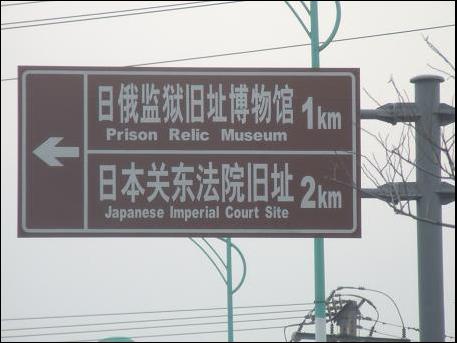 日俄监狱旧址博物馆 1km
Prison Relic Museum
日本关东法院旧址 2km
Japanese Imperial Court Site